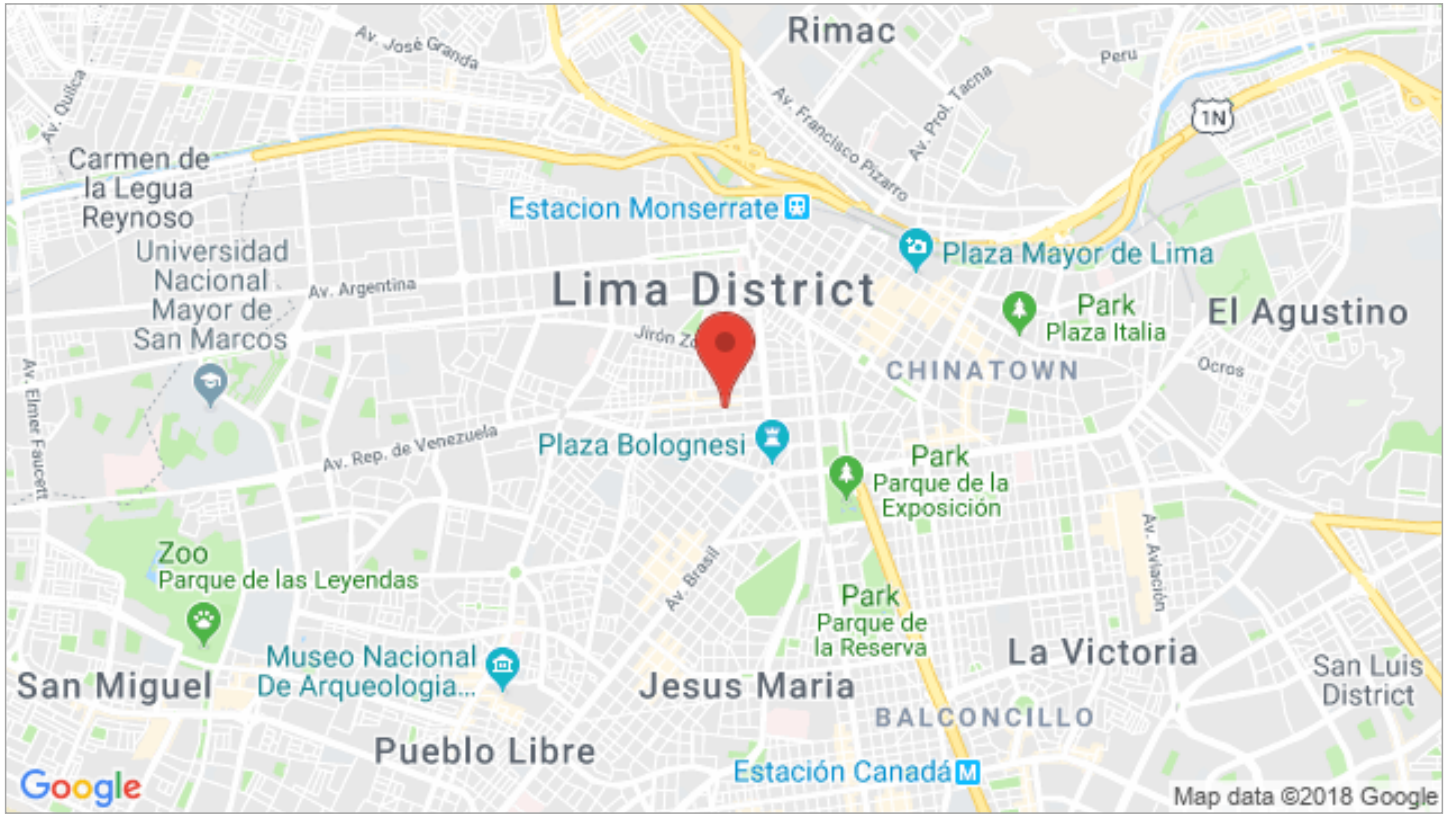 Rimac
Av. José Granda
Peru
Av. Quilca
Av. Prol. Tacna
Av. Francisco Pizarro
1N
Carmen de
la Legua
Reynoso
Estacion Monserrate
Universidad
Nacional
Mayor de
San Marcos
Plaza Mayor de Lima
Av. Argentina
Lima District
Park
Plaza Italia
El Agustino
Jirón Zo
CHINATOWN
Ocros
Av. Elmer Faucett
Av. Rep. de Venezuela
Plaza Bolognesi
Park
Parque de la
Exposición
Zoo
Parque de las Leyendas
Av. Brasil
Av. Aviación
Park
Parque de
la Reserva
Museo Nacional
De Arqueologia...
San Miguel
Jesus Maria
La Victoria
San Luis
District
BALCONCILLO
Pueblo Libre
Estación Canadá M
Google
Map data ©2018 Google